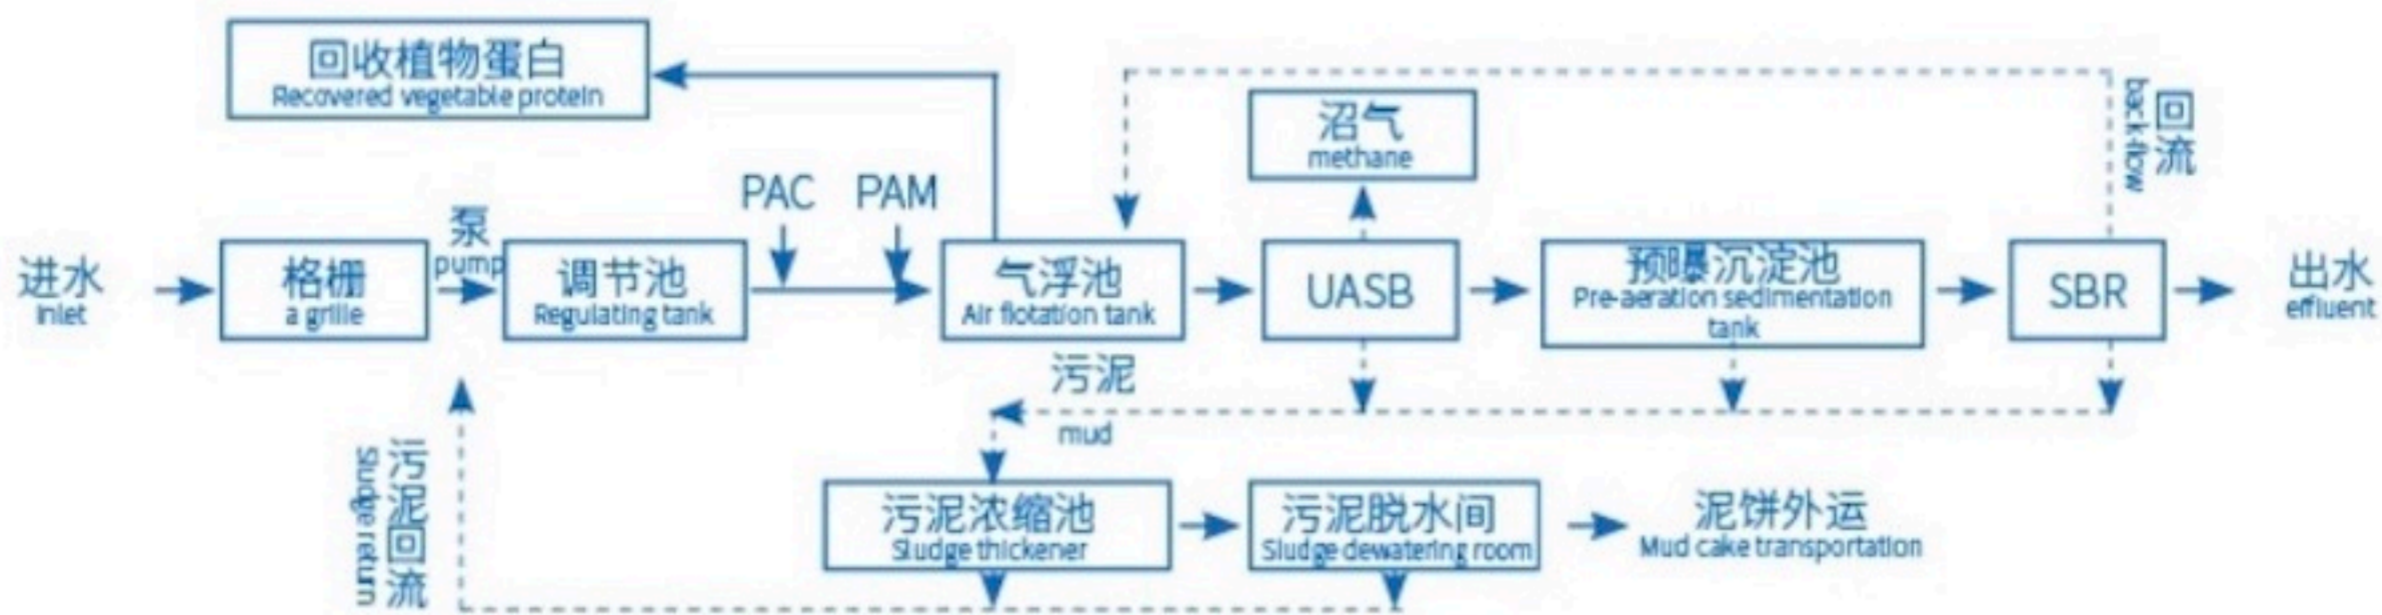 回收植物蛋白
Recovered vegetable protein
沼气
methane
回流
back-flow
PAC
PAM
进水
inlet
格栅
a grille
泵
pump
调节池
Regulating tank
气浮池
Air flotation tank
UASB
预曝沉淀池
Pre-aeration sedimentation
tank
SBR
出水
effluent
污泥
mud
污泥回流
Sludge return
污泥浓缩池
Sludge thickener
污泥脱水间
Sludge dewatering room
泥饼外运
Mud cake transportation